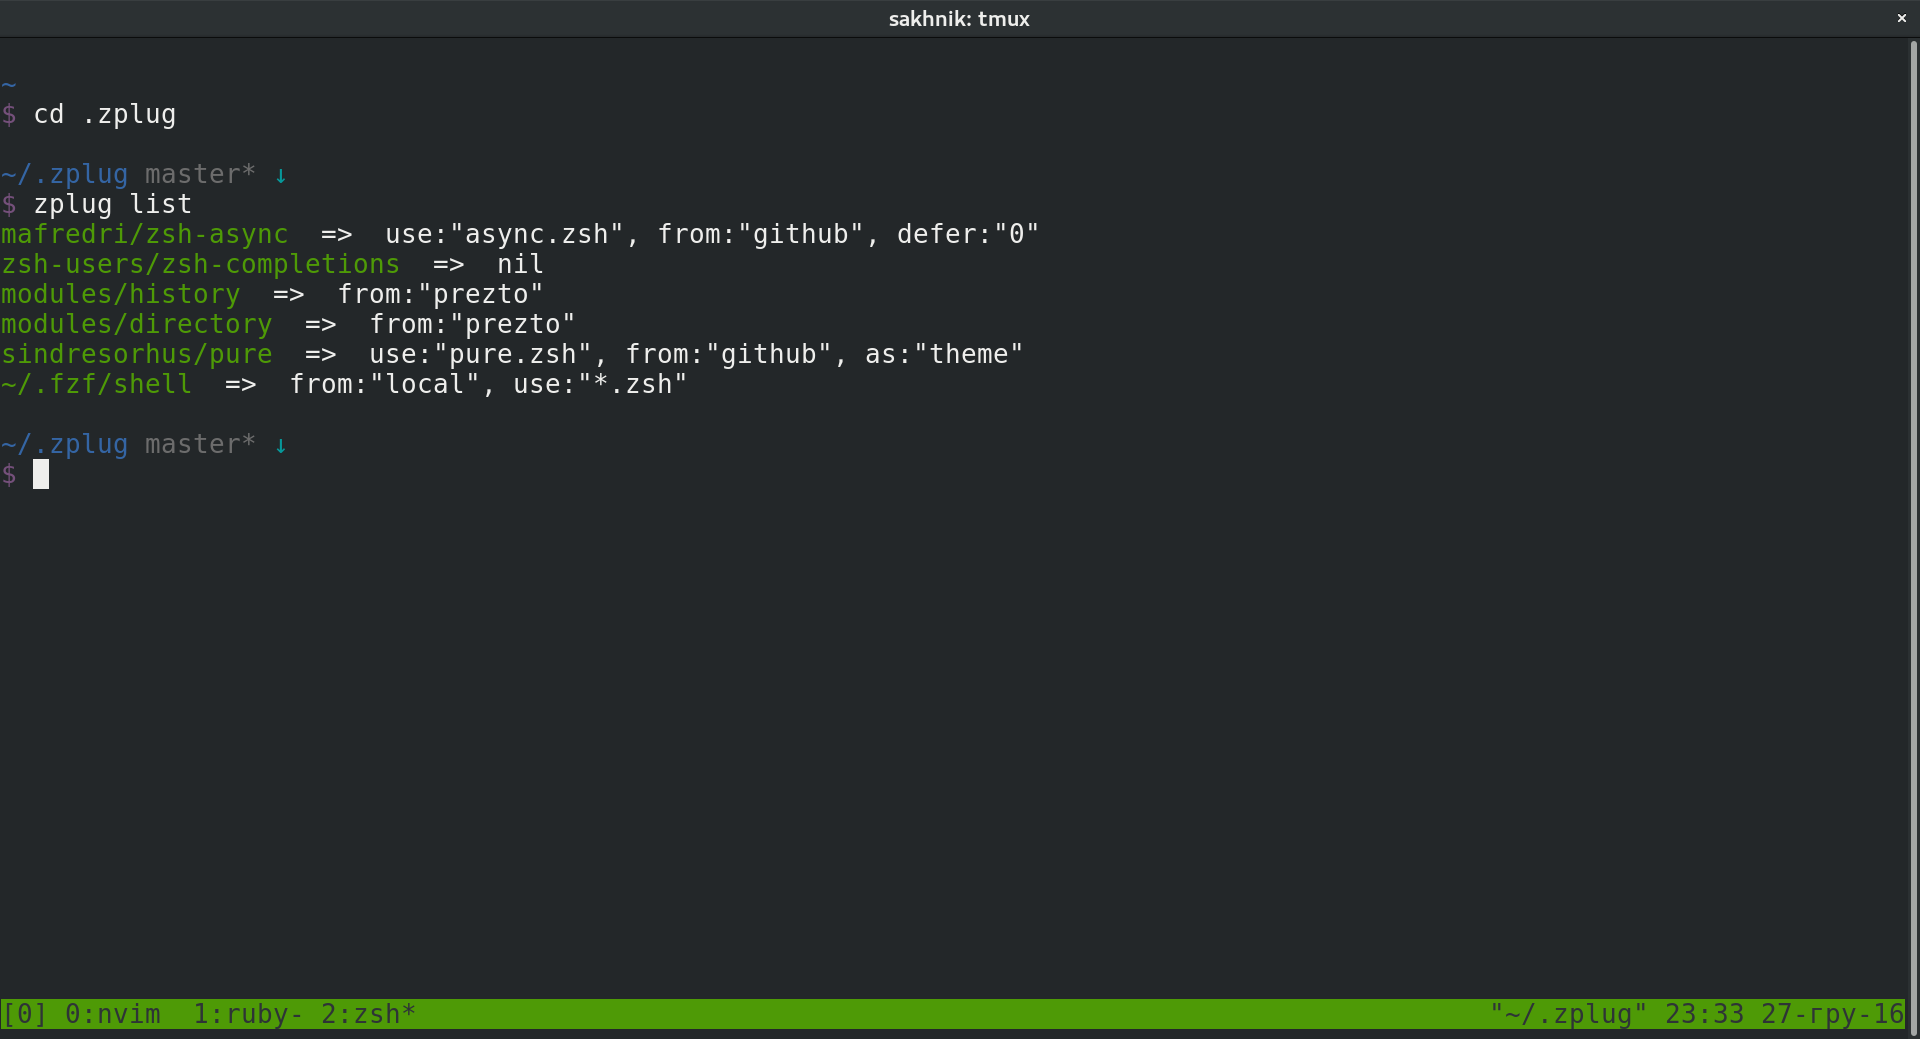 sakhnik: tmux ×
~
$ cd .zplug
~/.zplug master* ↓
$ zplug list
mafredri/zsh-async  =>  use:"async.zsh", from:"github", defer:"0"
zsh-users/zsh-completions  =>  nil
modules/history  =>  from:"prezto"
modules/directory  =>  from:"prezto"
sindresorhus/pure  =>  use:"pure.zsh", from:"github", as:"theme"
~/.fzf/shell  =>  from:"local", use:"*.zsh"
~/.zplug master* ↓
$
[0] 0:nvim  1:ruby- 2:zsh* "~/.zplug" 23:33 27-гру-16